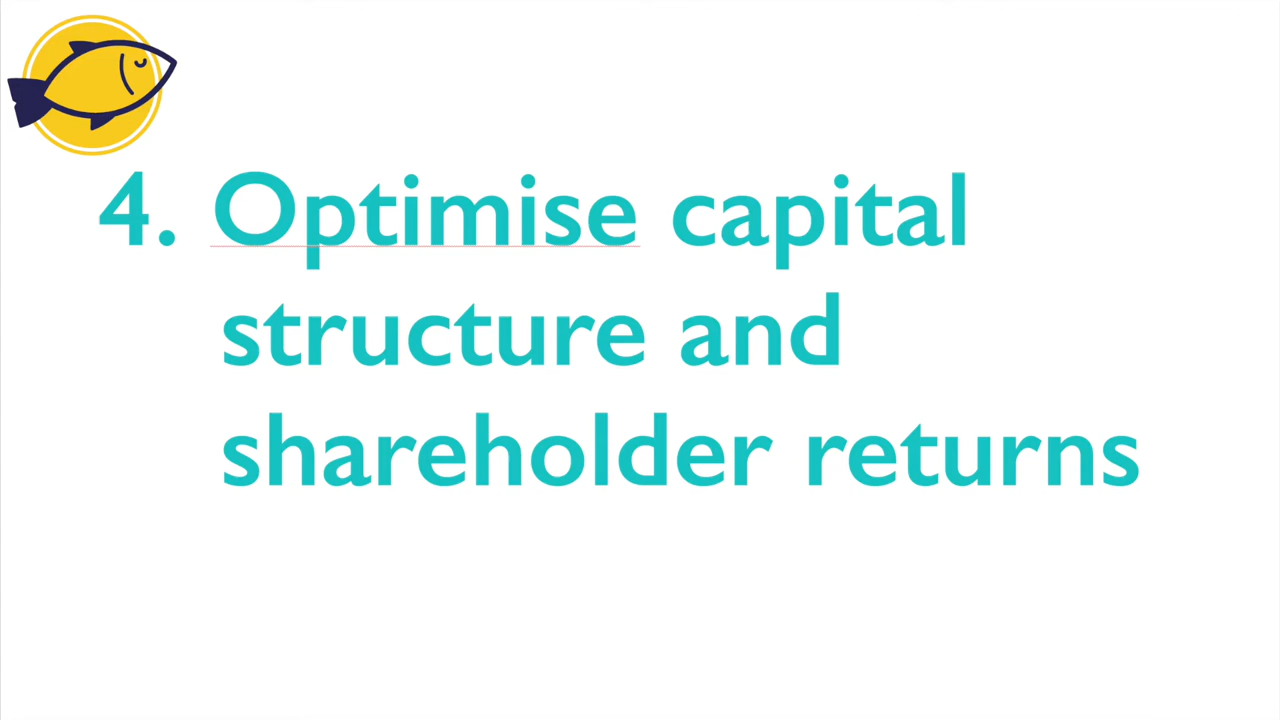 4. Optimise capital
structure and
shareholder returns